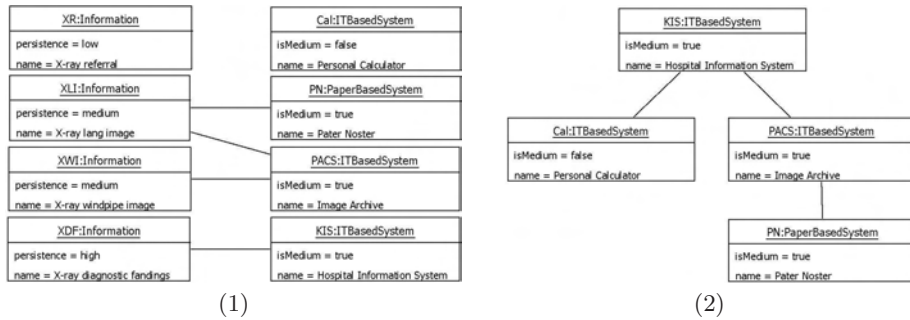 XR:Information
persistence = low
name = X-ray referral
XLI:Information
persistence = medium
name = X-ray lang image
XWI:Information
persistence = medium
name = X-ray windpipe image
XDF:Information
persistence = high
name = X-ray diagnostic fandings
Cal:ITBasedSystem
isMedium = false
name = Personal Calculator
PN:PaperBasedSystem
isMedium = true
name = Pater Noster
PACS:ITBasedSystem
isMedium = true
name = Image Archive
KIS:ITBasedSystem
isMedium = true
name = Hospital Information System
(1)
KIS:ITBasedSystem
isMedium = true
name = Hospital Information System
Cal:ITBasedSystem
isMedium = false
name = Personal Calculator
PACS:ITBasedSystem
isMedium = true
name = Image Archive
PN:PaperBasedSystem
isMedium = true
name = Pater Noster
(2)